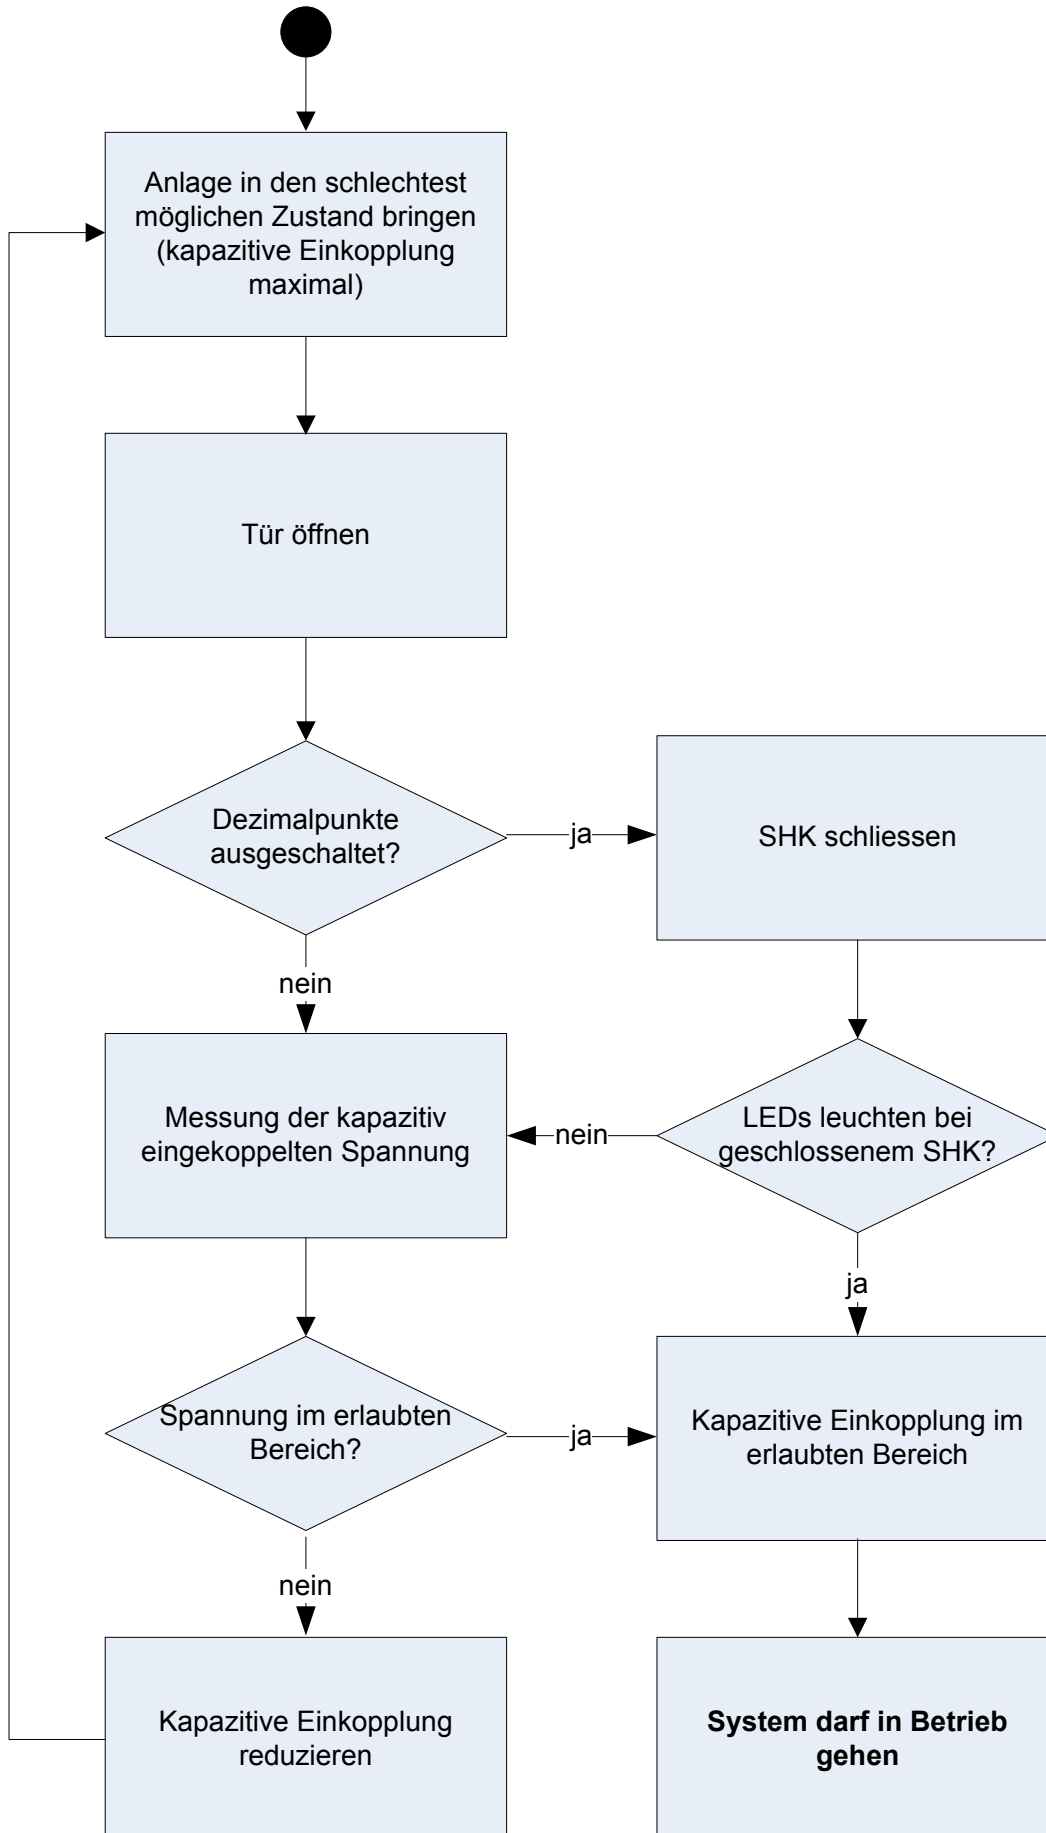 Anlage in den schlechtest
möglichen Zustand bringen
(kapazitive Einkopplung
maximal)
Tür öffnen
Dezimalpunkte
ausgeschaltet?
ja
SHK schliessen
nein
Messung der kapazitiv
eingekoppelten Spannung
nein
LEDs leuchten bei
geschlossenem SHK?
ja
Spannung im erlaubten
Bereich?
ja
Kapazitive Einkopplung im
erlaubten Bereich
nein
Kapazitive Einkopplung
reduzieren
System darf in Betrieb
gehen